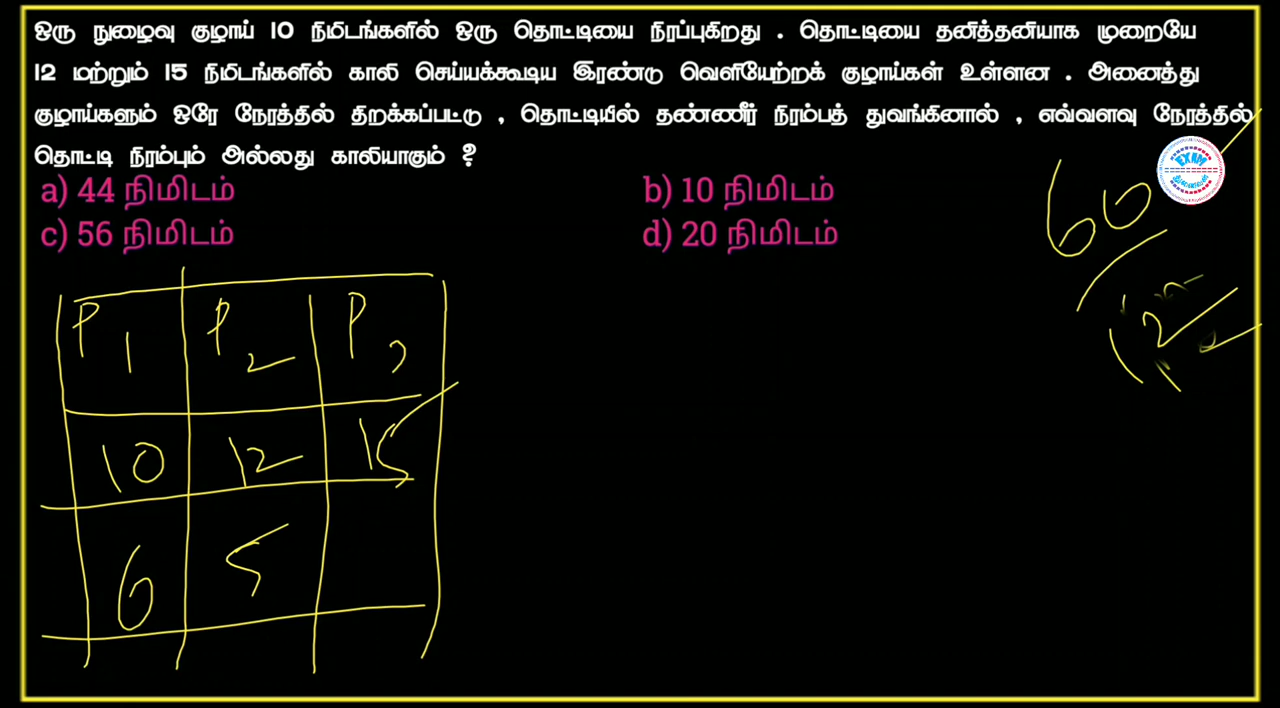 ஒரு நுழைவு குழாய் 10 நிமிடங்களில் ஒரு தொட்டியை நிரப்புகிறது . தொட்டியை தனித்தனியாக முறையே
12 மற்றும் 15 நிமிடங்களில் காலி செய்யக்கூடிய இரண்டு வெளியேற்றக் குழாய்கள் உள்ளன . அனைத்து
குழாய்களும் ஒரே நேரத்தில் திறக்கப்பட்டு , தொட்டியில் தண்ணீர் நிரம்பத் துவங்கினால் , எவ்வளவு நேரத்தில்
தொட்டி நிரம்பும் அல்லது காலியாகும் ?
EXAM
a) 44 நிமிடம் b) 10 நிமிடம்
c) 56 நிமிடம் d) 20 நிமிடம்
60
12
P1 P2 P3
10 12 15
6 5